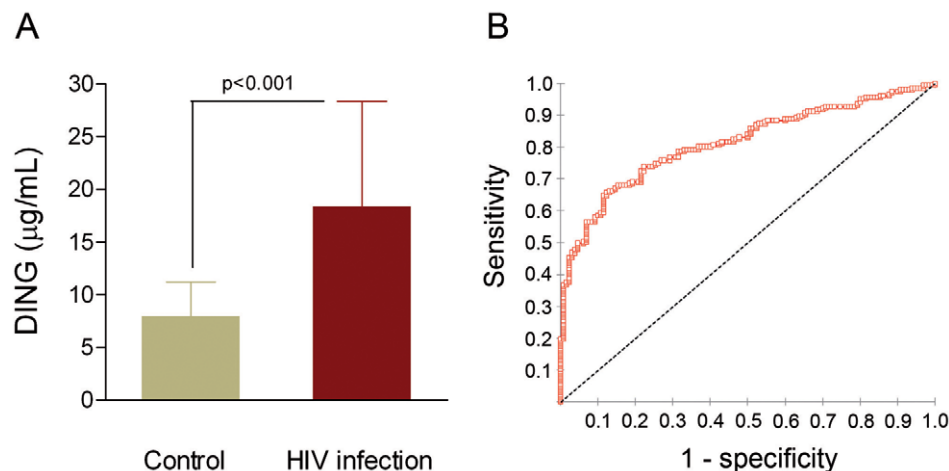 A
p<0.001
30
25
20
15
10
5
0
DING (µg/mL)
Control HIV infection
B
1.0
0.9
0.8
0.7
0.6
0.5
0.4
0.3
0.2
0.1
Sensitivity
0.1 0.2 0.3 0.4 0.5 0.6 0.7 0.8 0.9 1.0
1 - specificity